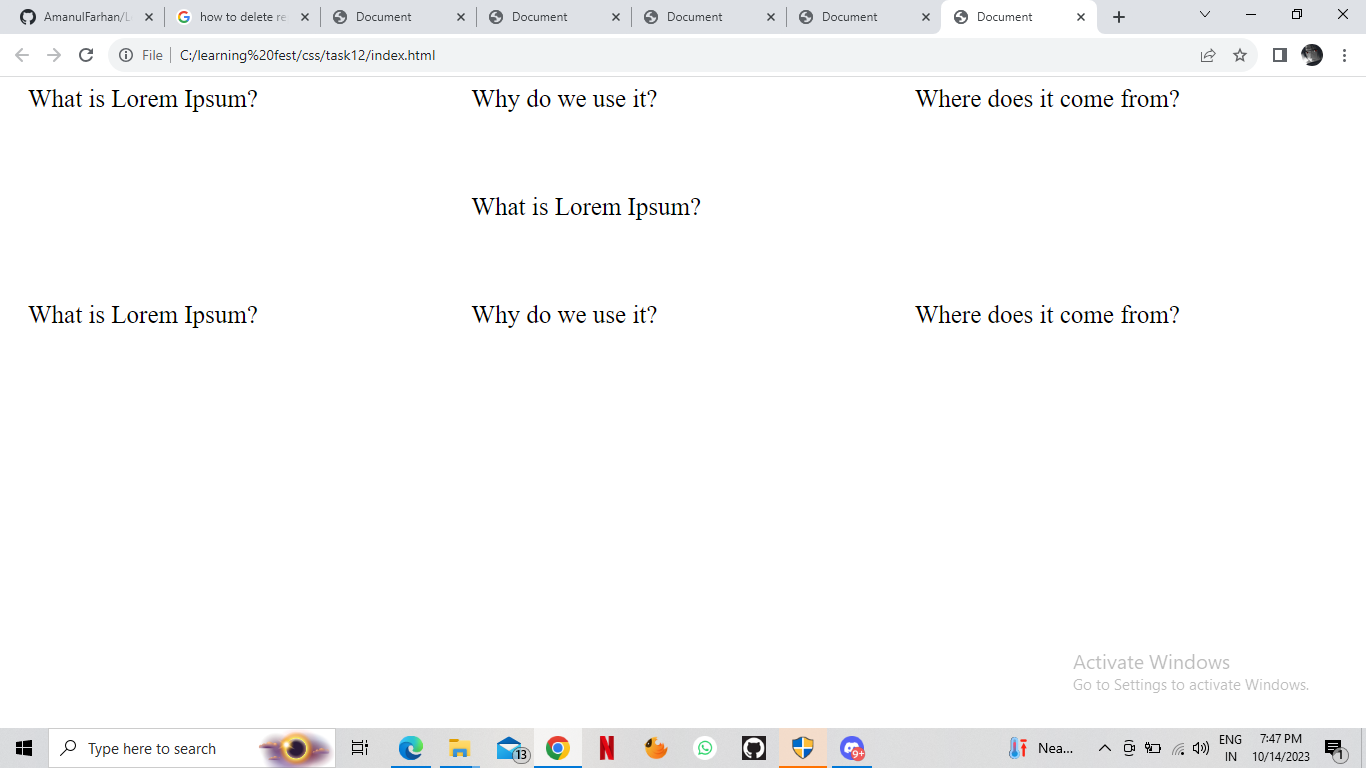 AmanulFarhan/L
how to delete re
Document
Document
Document
Document
Document
File
C:/learning%20fest/css/task12/index.html
What is Lorem Ipsum?
Why do we use it?
Where does it come from?
What is Lorem Ipsum?
What is Lorem Ipsum?
Why do we use it?
Where does it come from?
Activate Windows
Go to Settings to activate Windows.
Type here to search
13
N
9+
Nea...
ENG
IN
7:47 PM
10/14/2023
1